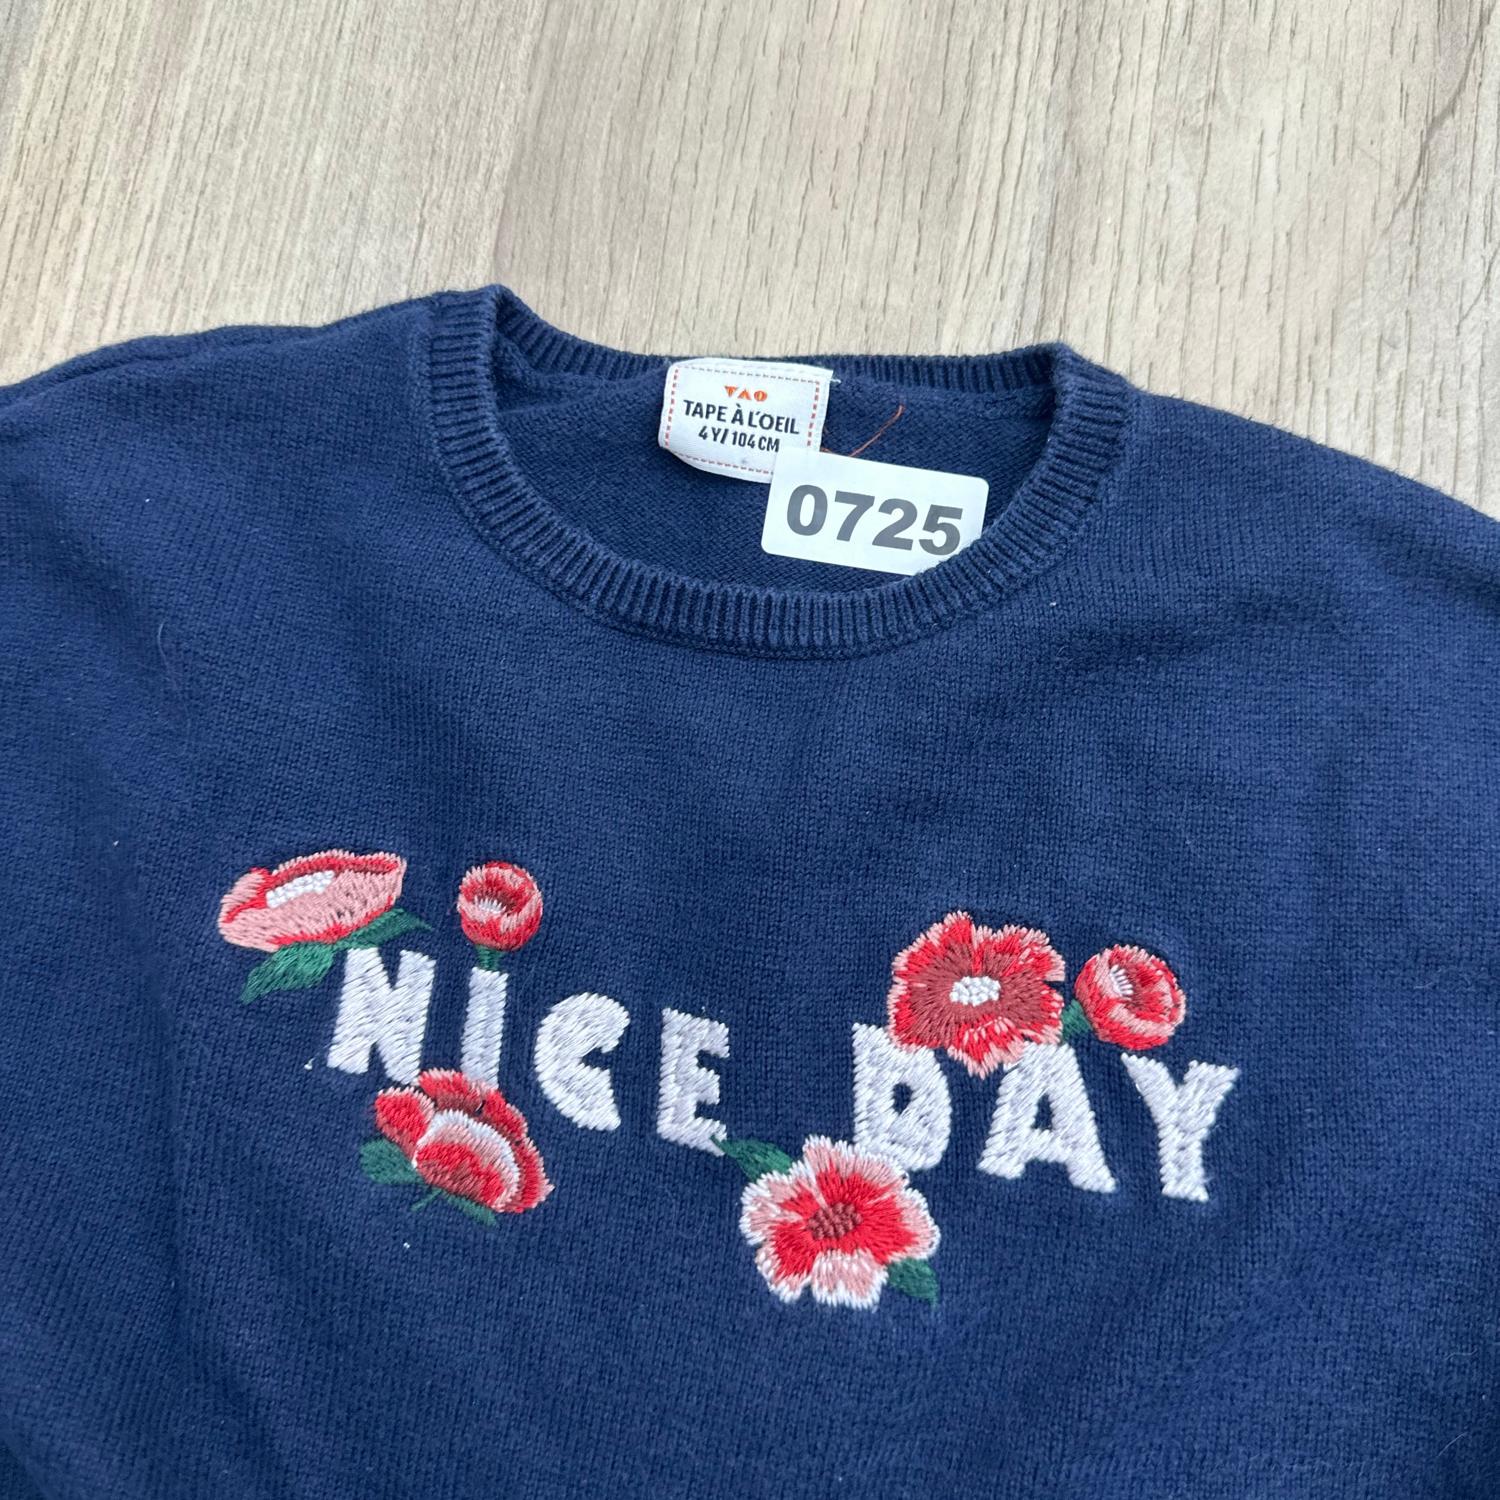 TAO
TAPE À L'OEIL
4Y/104CM
0725
NICE DAY